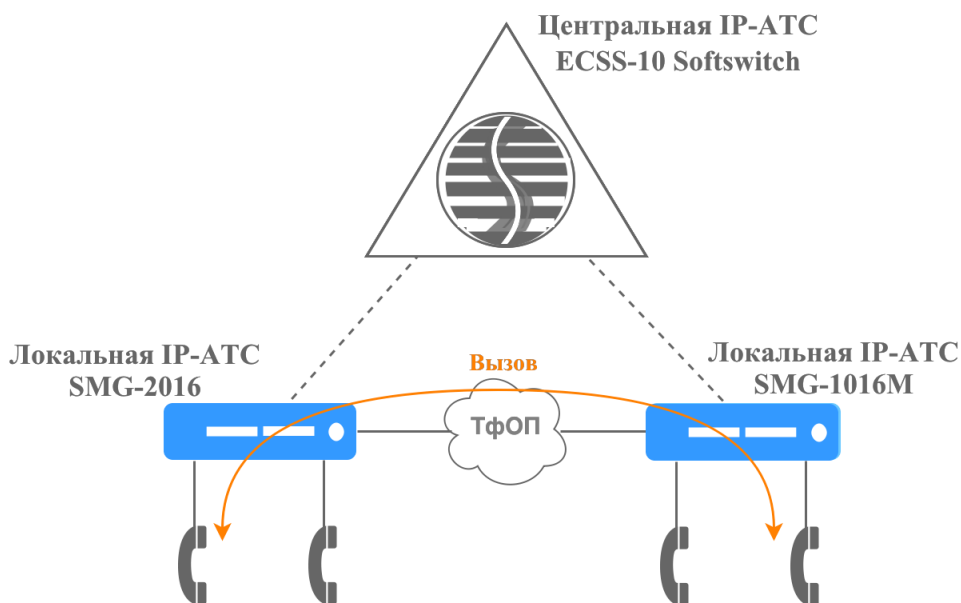 Центральная IP-АТС
ECSS-10 Softswitch
Локальная IP-АТС
SMG-2016
Вызов
ТфОП
Локальная IP-АТС
SMG-1016M